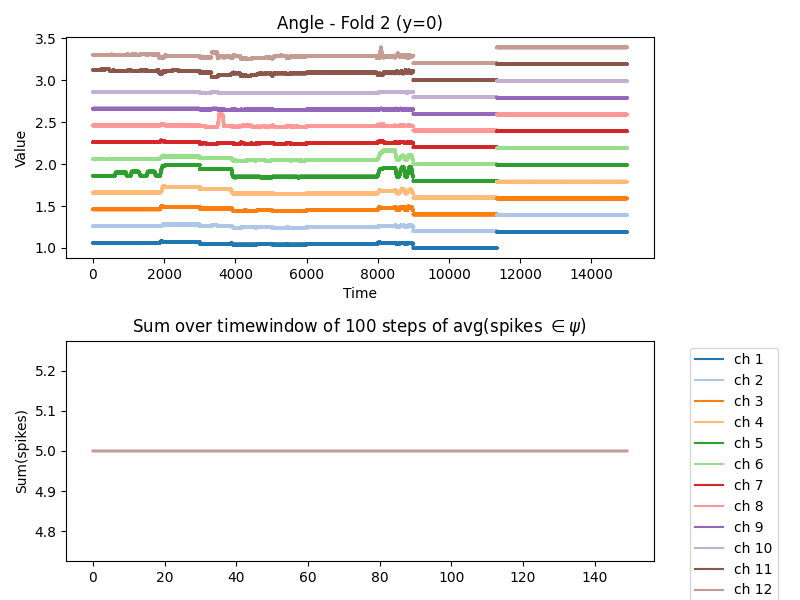 Angle - Fold 2 (y=0)
3.5
3.0
2.5
2.0
1.5
1.0
Value
0 2000 4000 6000 8000 10000 12000 14000
Time
Sum over timewindow of 100 steps of avg(spikes ∈ψ)
5.2
5.1
5.0
4.9
4.8
Sum(spikes)
0 20 40 60 80 100 120 140
ch 1
ch 2
ch 3
ch 4
ch 5
ch 6
ch 7
ch 8
ch 9
ch 10
ch 11
ch 12